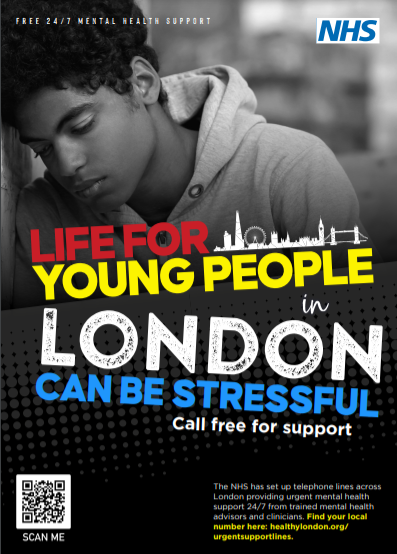 FREE 24/7 MENTAL HEALTH SUPPORT
NHS
LIFE FOR
YOUNG PEOPLE
in
LONDON
CAN BE STRESSFUL
Call free for support
SCAN ME
The NHS has set up telephone lines across
London providing urgent mental health
support 24/7 from trained mental health
advisors and clinicians. Find your local
number here: healthylondon.org/
urgentsupportlines.